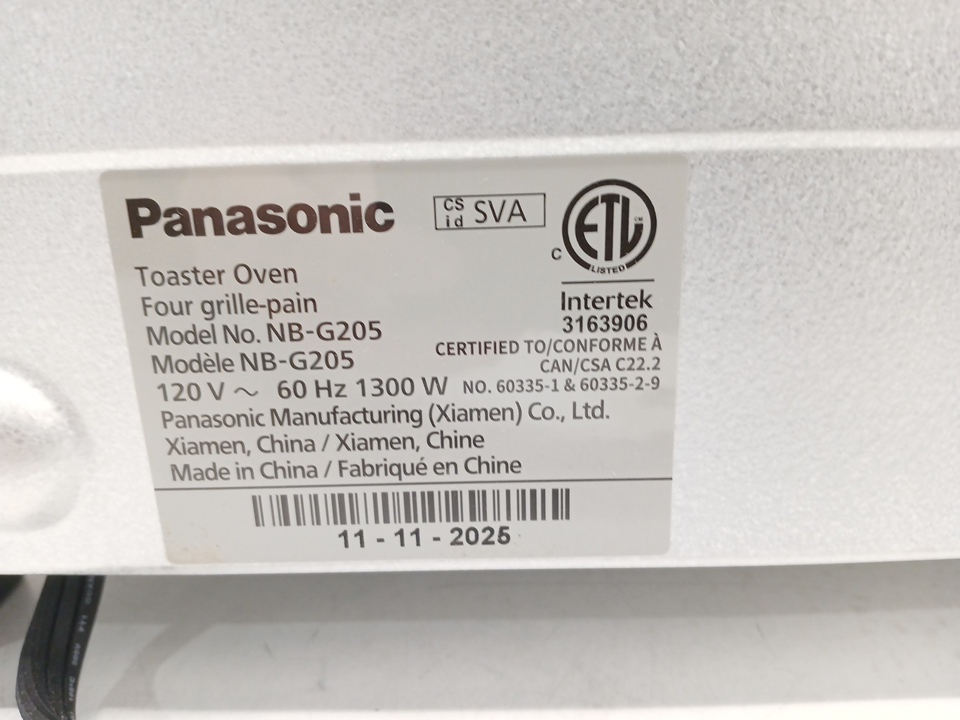 Panasonic
CS id SVA
ETL
CM
LISTED
C
Intertek
3163906
CERTIFIED TO/CONFORME À
CAN/CSA C22.2
NO. 60335-1 & 60335-2-9
Toaster Oven
Four grille-pain
Model No. NB-G205
Modèle NB-G205
120 V ~ 60 Hz 1300 W
Panasonic Manufacturing (Xiamen) Co., Ltd.
Xiamen, China / Xiamen, Chine
Made in China / Fabriqué en Chine
11 - 11 - 2025